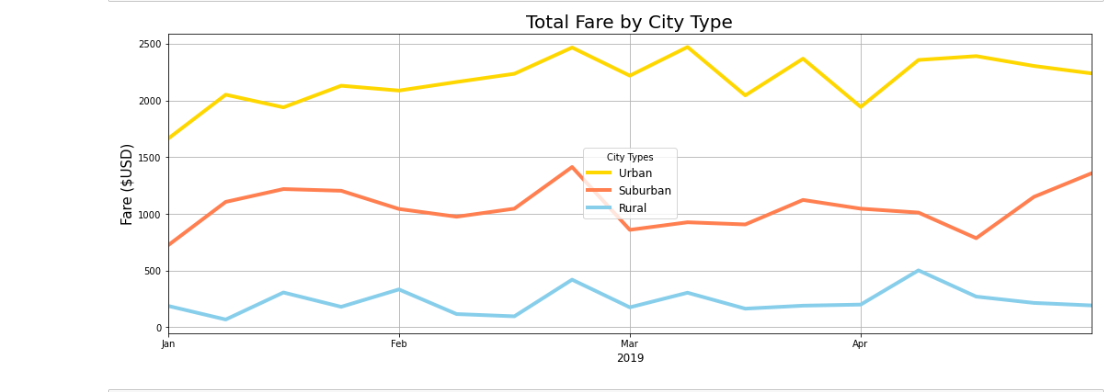 Total Fare by City Type
Fare ($USD)
2500
2000
1500
1000
500
0
City Types
Urban
Suburban
Rural
Jan Feb Mar Apr
2019